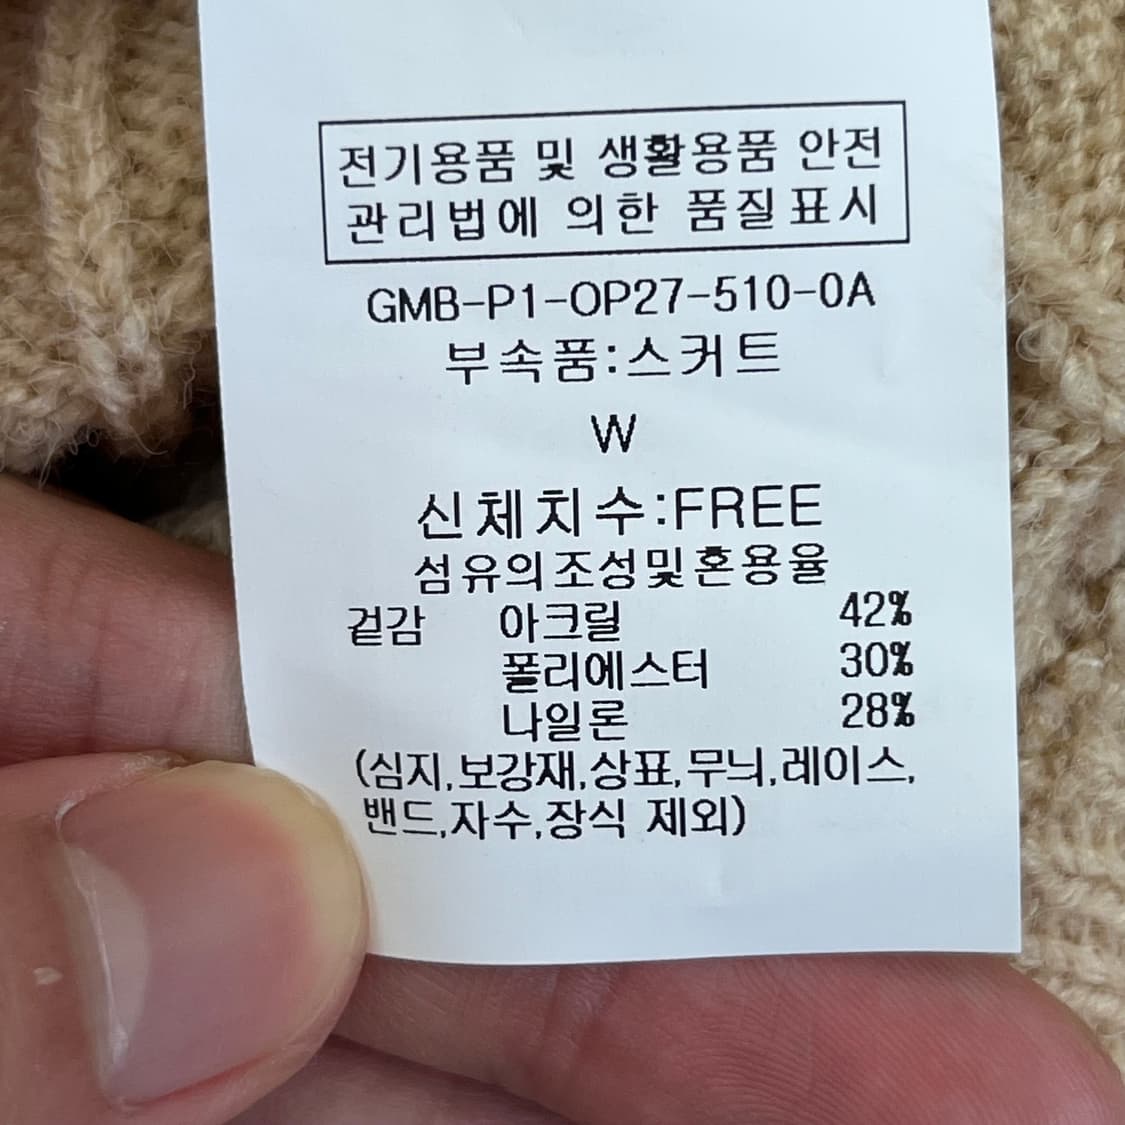 전기용품 및 생활용품 안전
관리법에 의한 품질표시
GMB-P1-OP27-510-0A
부속품:스커트
W
신체치수:FREE
섬유의조성및혼용율
겉감 아크릴 42%
폴리에스터 30%
나일론 28%
(심지,보강재,상표,무늬,레이스,
밴드,자수,장식 제외)